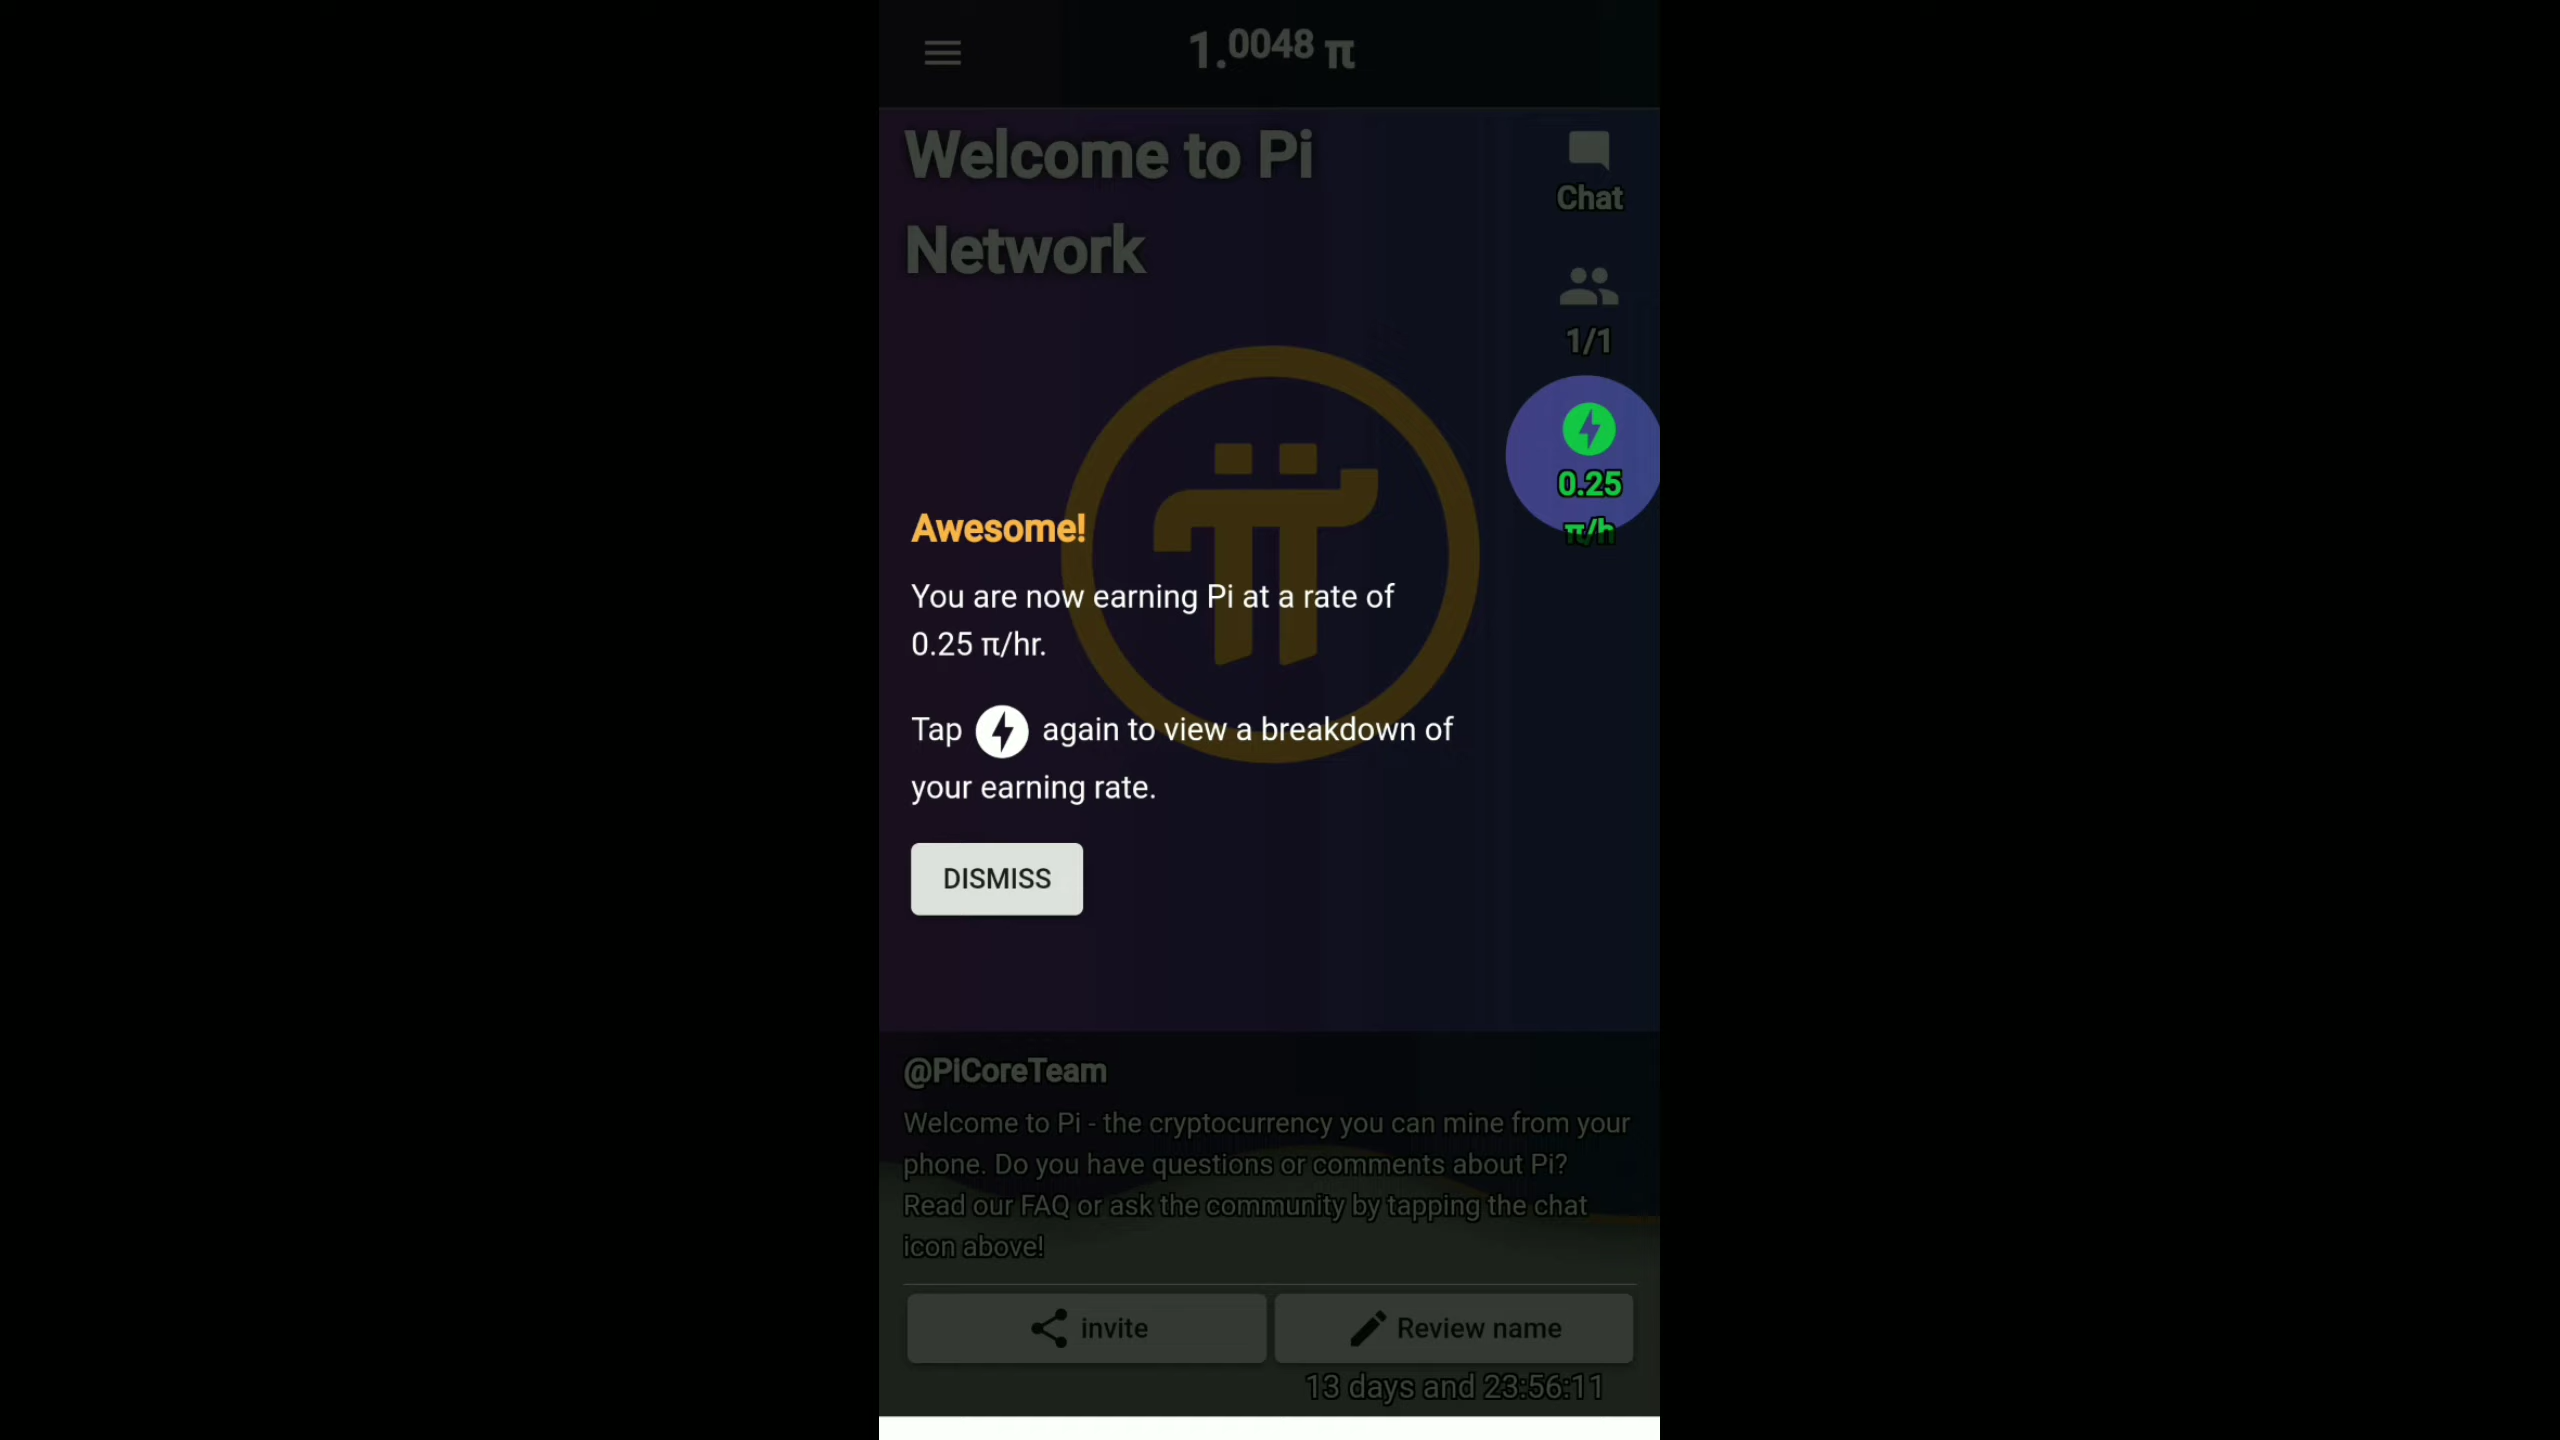 1.0048 π
Welcome to Pi
Network
Chat
1/1
0.25
π/h
Awesome!
You are now earning Pi at a rate of
0.25 π/hr.
Tap again to view a breakdown of
your earning rate.
DISMISS
@PiCoreTeam
Welcome to Pi - the cryptocurrency you can mine from your
phone. Do you have questions or comments about Pi?
Read our FAQ or ask the community by tapping the chat
icon above!
invite
Review name
13 days and 23:56:11